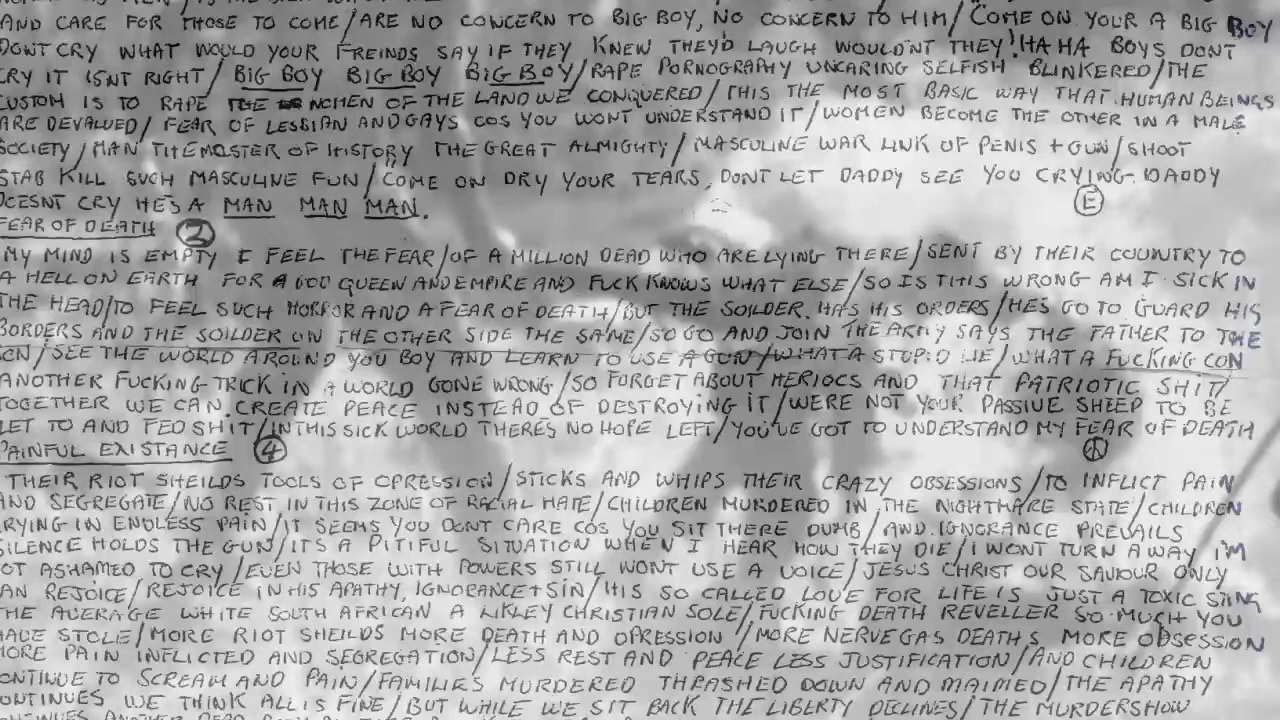 AND CARE FOR THOSE TO COME/ARE NO CONCERN TO BIG BOY, NO CONCERN TO HIM/COME ON YOUR A BIG BOY
DONT CRY WHAT WOULD YOUR FREINDS SAY IF THEY KNEW THEY'D LAUGH WOULDN'T THEY! HA HA BOYS DONT
CRY IT ISNT RIGHT/BIG BOY BIG BOY BIG BOY/RAPE PORNOGRAPHY UNCARING SELFISH BLINKERED/THE
CUSTOM IS TO RAPE THE WOMEN OF THE LAND WE CONQUERED/THIS THE MOST BASIC WAY THAT HUMAN BEINGS
ARE DEVALUED/FEAR OF LESBIAN AND GAYS COS YOU WONT UNDERSTAND IT/WOMEN BECOME THE OTHER IN A MALE
SOCIETY/MAN THE MOSTER OF HISTORY THE GREAT ALMIGHTY/MASCULINE WAR LINK OF PENIS + GUN/SHOOT
STAB KILL SUCH MASCULINE FUN/"COME ON DRY YOUR TEARS, DONT LET DADDY SEE YOU CRYING. DADDY
DOESNT CRY HE'S A MAN MAN MAN. E
FEAR OF DEATH 2
MY MIND IS EMPTY I FEEL THE FEAR/OF A MILLION DEAD WHO ARE LYING THERE/SENT BY THEIR COUNTRY TO
A HELL ON EARTH FOR A GOD QUEEN AND EMPIRE AND FUCK KNOWS WHAT ELSE/SO IS THIS WRONG AM I SICK IN
THE HEAD/TO FEEL SUCH HORROR AND A FEAR OF DEATH/BUT THE SOILDER HAS HIS ORDERS/HE'S GO TO GUARD HIS
BORDERS AND THE SOILDER ON THE OTHER SIDE THE SAME/SO GO AND JOIN THE ARMY SAYS THE FATHER TO THE
SON/SEE THE WORLD AROUND YOU BOY AND LEARN TO USE A GUN/WHAT A STUPID LIE/WHAT A FUCKING CON
ANOTHER FUCKING TRICK IN A WORLD GONE WRONG/SO FORGET ABOUT HERIOCS AND THAT PATRIOTIC SHIT/
TOGETHER WE CAN CREATE PEACE INSTEAD OF DESTROYING IT/WERE NOT YOUR PASSIVE SHEEP TO BE
LET TO AND FED SHIT/IN THIS SICK WORLD THERES NO HOPE LEFT/YOU'VE GOT TO UNDERSTAND MY FEAR OF DEATH
PAINFUL EXISTANCE 4
THEIR RIOT SHEILDS TOOLS OF OPRESSION/STICKS AND WHIPS THEIR CRAZY OBSESSIONS/TO INFLICT PAIN
AND SEGREGATE/NO REST IN THIS ZONE OF RACIAL HATE/CHILDREN MURDERED IN THE NIGHTMARE STATE/CHILDREN
CRYING IN ENDLESS PAIN/IT SEEMS YOU DONT CARE COS YOU SIT THERE DUMB/AND IGNORANCE PREVAILS
SILENCE HOLDS THE GUN/ITS A PITIFUL SITUATION WHEN I HEAR HOW THEY DIE/I WONT TURN AWAY I'M
NOT ASHAMED TO CRY/EVEN THOSE WITH POWERS STILL WONT USE A VOICE/JESUS CHRIST OUR SAVIOUR ONLY
CAN REJOICE/REJOICE IN HIS APATHY, IGNORANCE + SIN/HIS SO CALLED LOVE FOR LIFE IS JUST A TOXIC STING
THE AVERAGE WHITE SOUTH AFRICAN A LIKLEY CHRISTIAN SOLE/FUCKING DEATH REVELLER SO MUCH YOU
HAVE STOLE/MORE RIOT SHEILDS MORE DEATH AND OPRESSION/MORE NERVE GAS DEATHS, MORE OBSESSION
MORE PAIN INFLICTED AND SEGREGATION/LESS REST AND PEACE LESS JUSTIFICATION/AND CHILDREN
CONTINUE TO SCREAM AND PAIN/FAMILIES MURDERED THRASHED DOWN AND MAIMED/THE APATHY
CONTINUES WE THINK ALL IS FINE/BUT WHILE WE SIT BACK THE LIBERTY DECLINES/THE MURDERSHOW